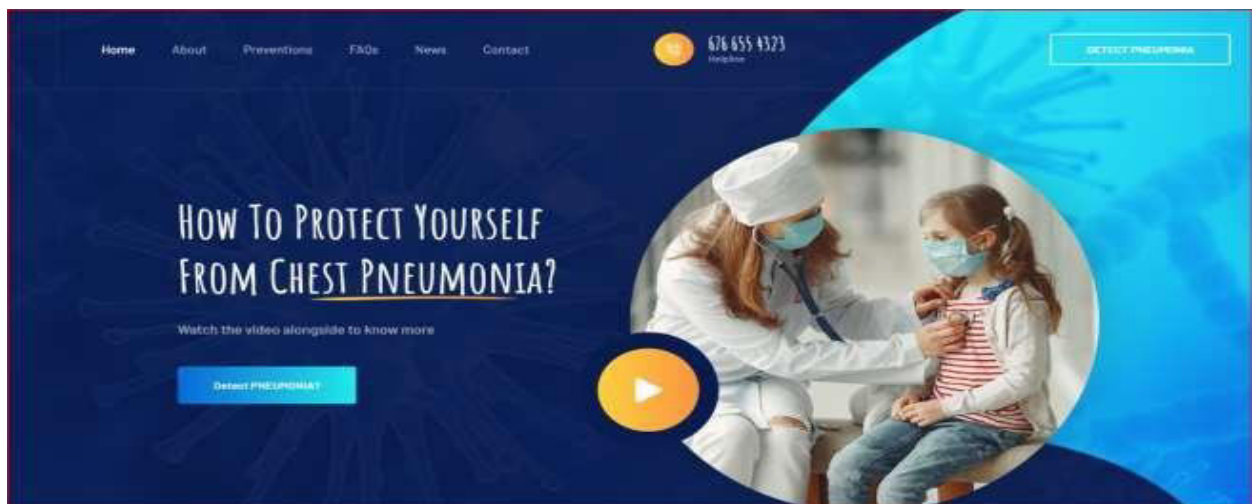 Home About Preventions FAQs News Contact
676 655 4323
Helpline
DETECT PNEUMONIA
How To Protect Yourself
From Chest Pneumonia?
Watch the video alongside to know more
Detect PNEUMONIA?